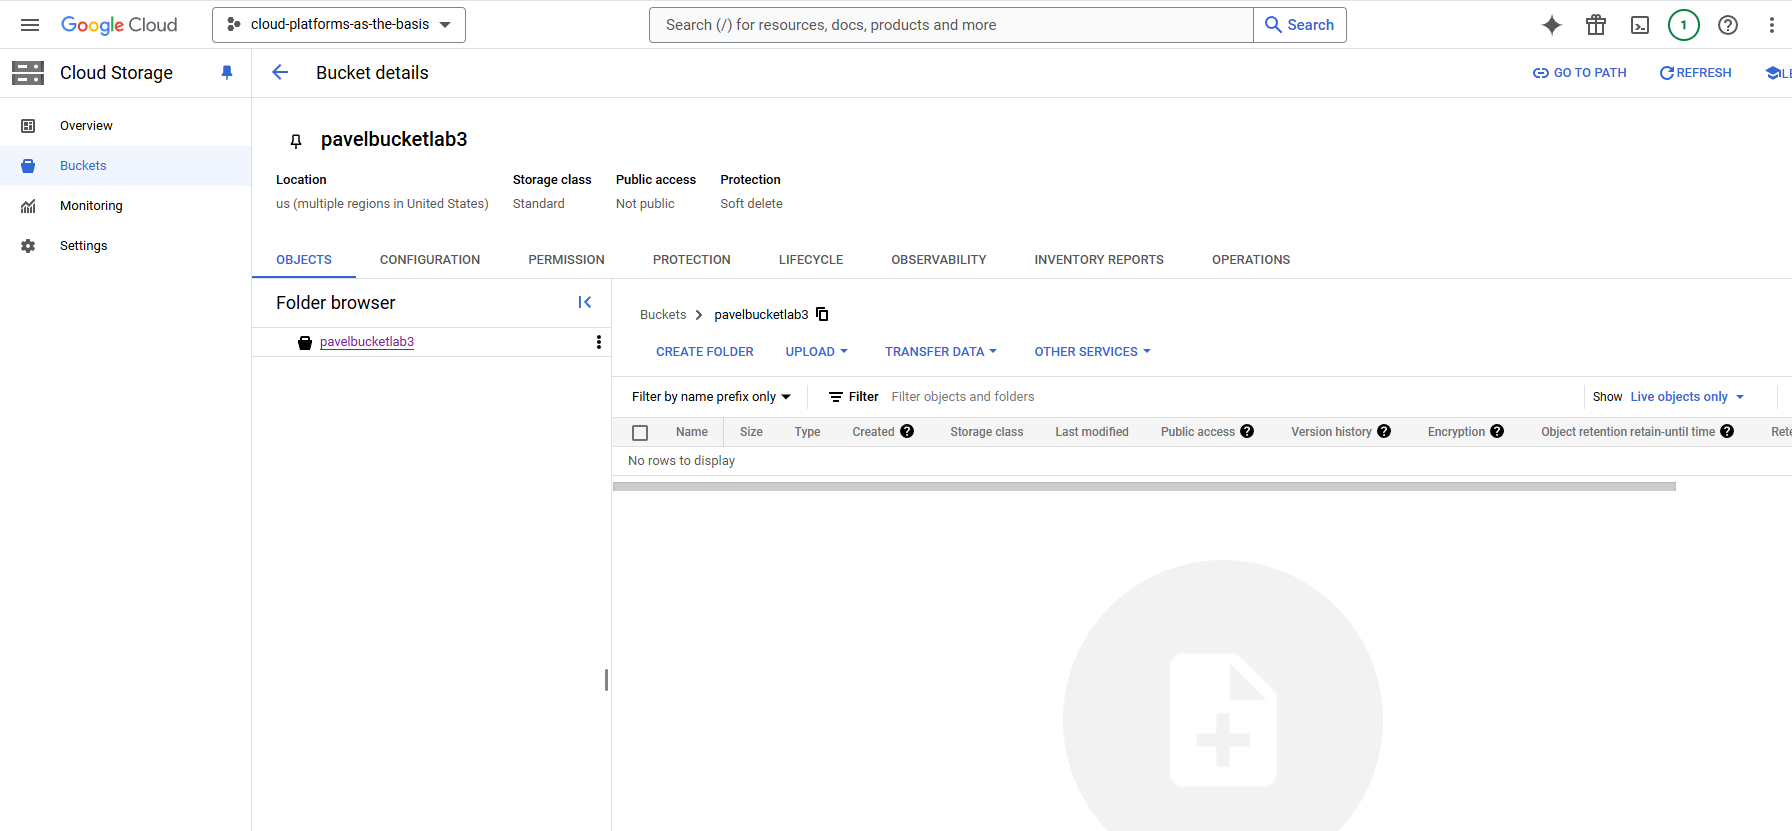 Google Cloud
cloud-platforms-as-the-basis
Search (/) for resources, docs, products and more
Search
1
Cloud Storage
Bucket details
GO TO PATH
REFRESH
LE
Overview
Buckets
Monitoring
Settings
pavelbucketlab3
Location Storage class Public access Protection
us (multiple regions in United States) Standard Not public Soft delete
OBJECTS CONFIGURATION PERMISSION PROTECTION LIFECYCLE OBSERVABILITY INVENTORY REPORTS OPERATIONS
Folder browser
pavelbucketlab3
Buckets pavelbucketlab3
CREATE FOLDER UPLOAD TRANSFER DATA OTHER SERVICES
Filter by name prefix only Filter Filter objects and folders Show Live objects only
Name Size Type Created Storage class Last modified Public access Version history Encryption Object retention retain-until time Rete
No rows to display